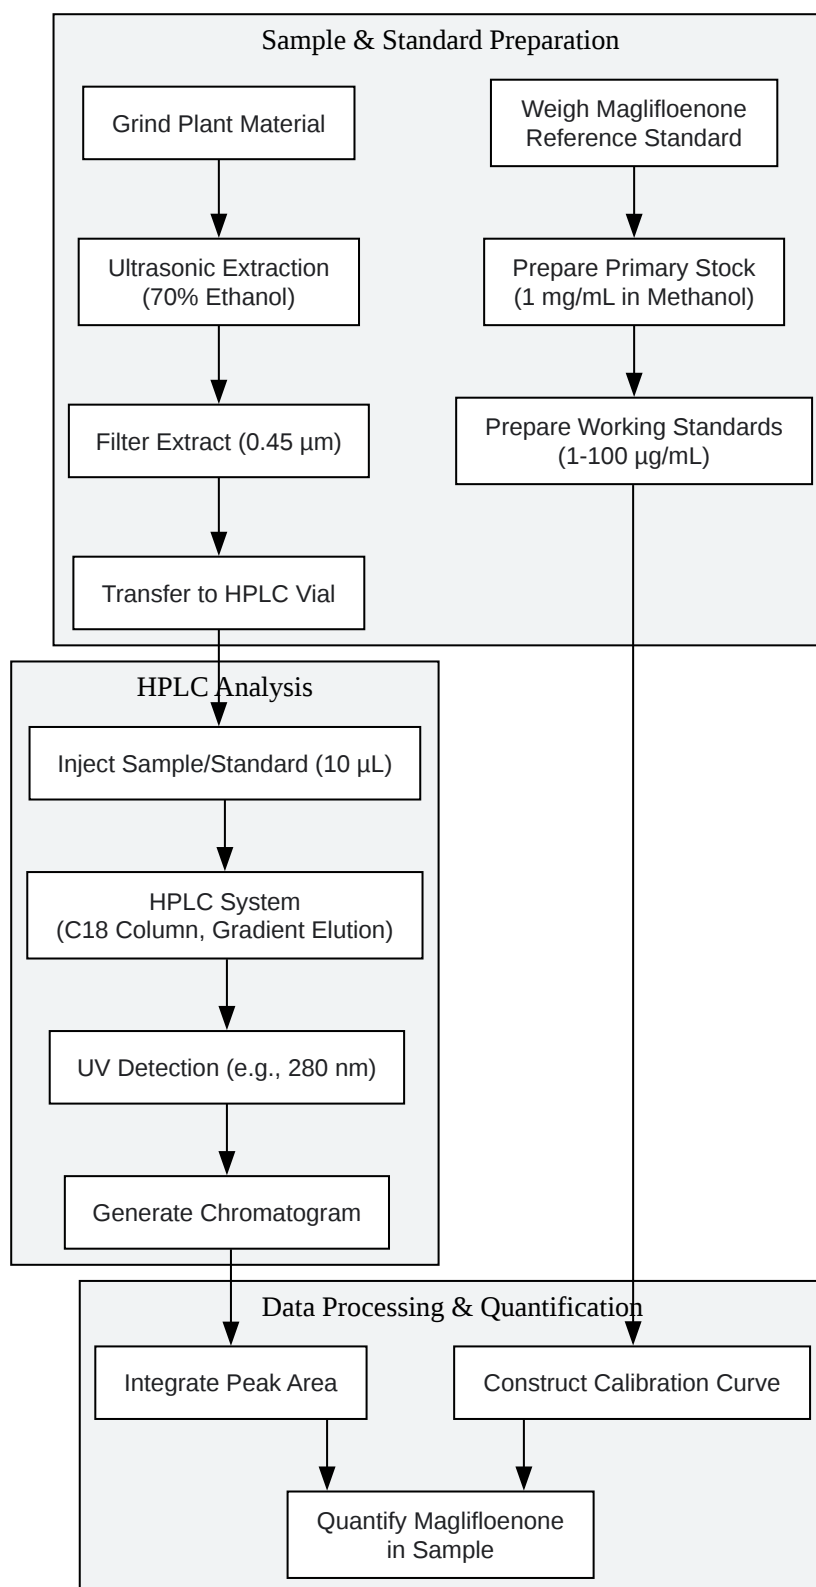 Sample & Standard Preparation
Grind Plant Material
Weigh Maglifloenone
Reference Standard
Ultrasonic Extraction
(70% Ethanol)
Prepare Primary Stock
(1 mg/mL in Methanol)
Filter Extract (0.45 µm)
Prepare Working Standards
(1-100 µg/mL)
Transfer to HPLC Vial
HPLC Analysis
Inject Sample/Standard (10 µL)
HPLC System
(C18 Column, Gradient Elution)
UV Detection (e.g., 280 nm)
Generate Chromatogram
Data Processing & Quantification
Integrate Peak Area
Construct Calibration Curve
Quantify Maglifloenone
in Sample